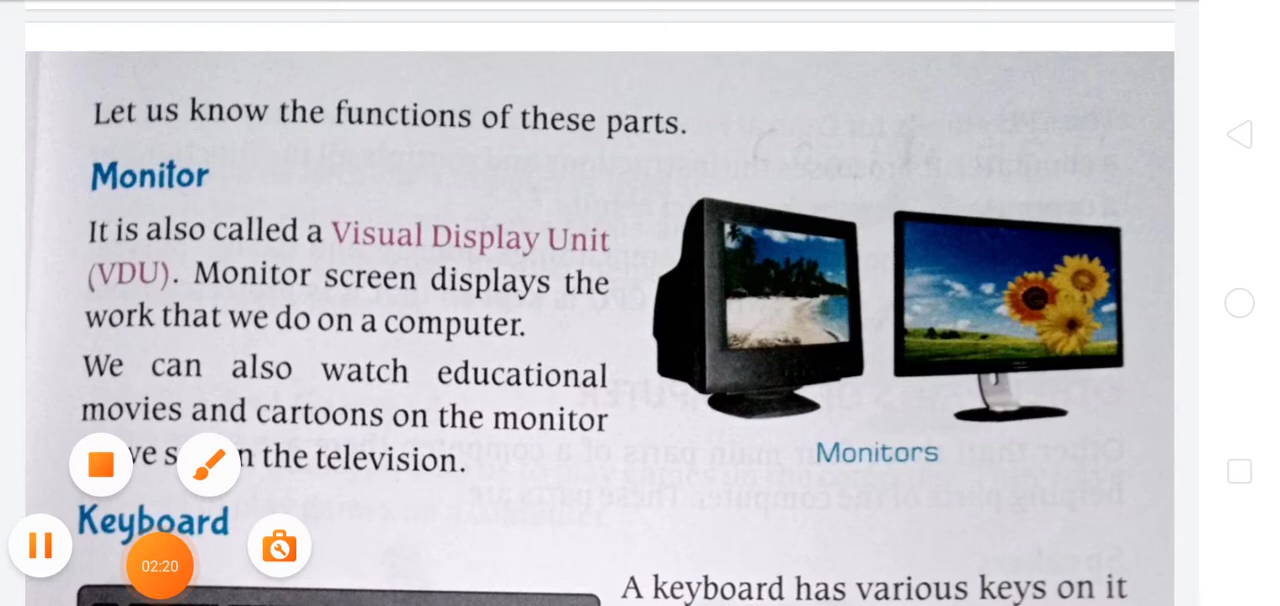 Let us know the functions of these parts.
Monitor
It is also called a Visual Display Unit
(VDU). Monitor screen displays the
work that we do on a computer.
We can also watch educational
movies and cartoons on the monitor
the television.
Monitors
Keyboard
02:20
A keyboard has various keys on it